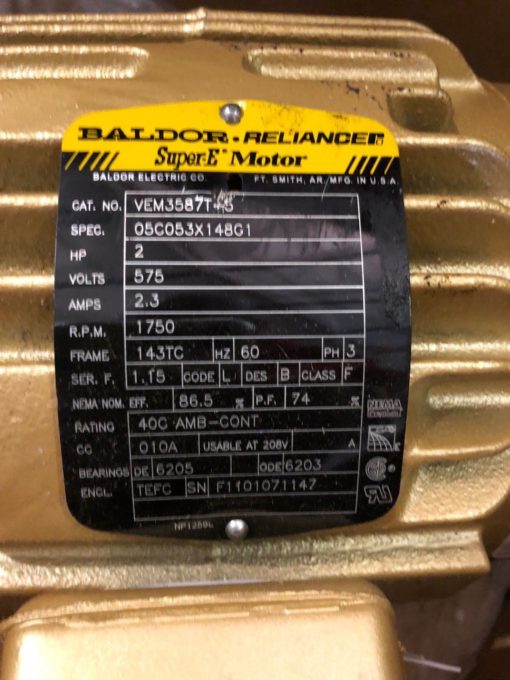 BALDOR • RELIANCER
Super-E® Motor
BALDOR ELECTRIC CO. FT. SMITH, AR. MFG. IN U.S.A.
CAT. NO. VEM3587T-5
SPEC. 05C053X148G1
HP 2
VOLTS 575
AMPS 2.3
R.P.M. 1750
FRAME 143TC HZ 60 PH 3
SER. F. 1.15 CODE L DES B CLASS F
NEMA NOM. EFF. 86.5 % P.F. 74 %
RATING 40C AMB-CONT
CC 010A USABLE AT 208V A
BEARINGS DE 6205 ODE 6203
ENCL. TEFC SN F1101071147
NEMA